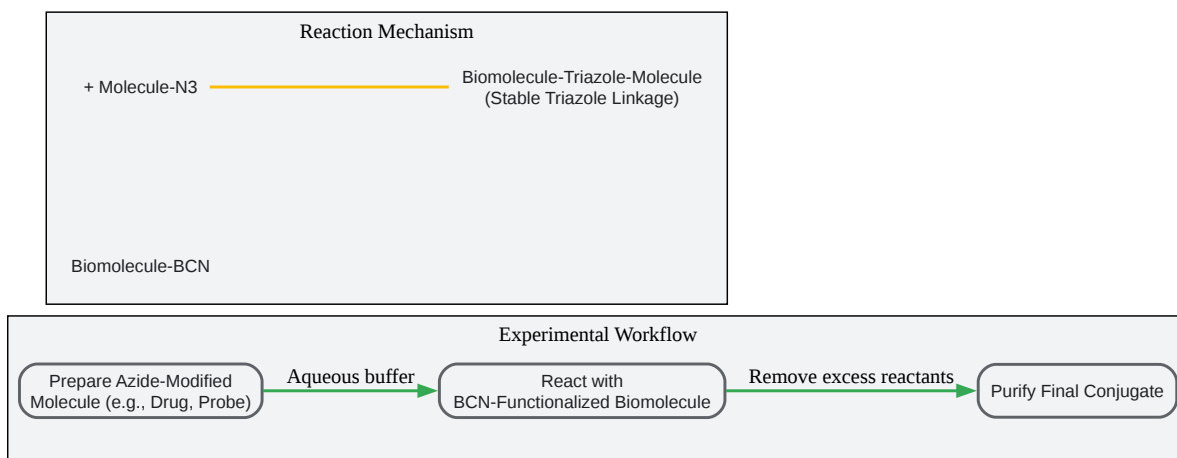 Reaction Mechanism
+ Molecule-N3
Biomolecule-Triazole-Molecule
(Stable Triazole Linkage)
Biomolecule-BCN
Experimental Workflow
Prepare Azide-Modified
Molecule (e.g., Drug, Probe)
Aqueous buffer
React with
BCN-Functionalized Biomolecule
Remove excess reactants
Purify Final Conjugate